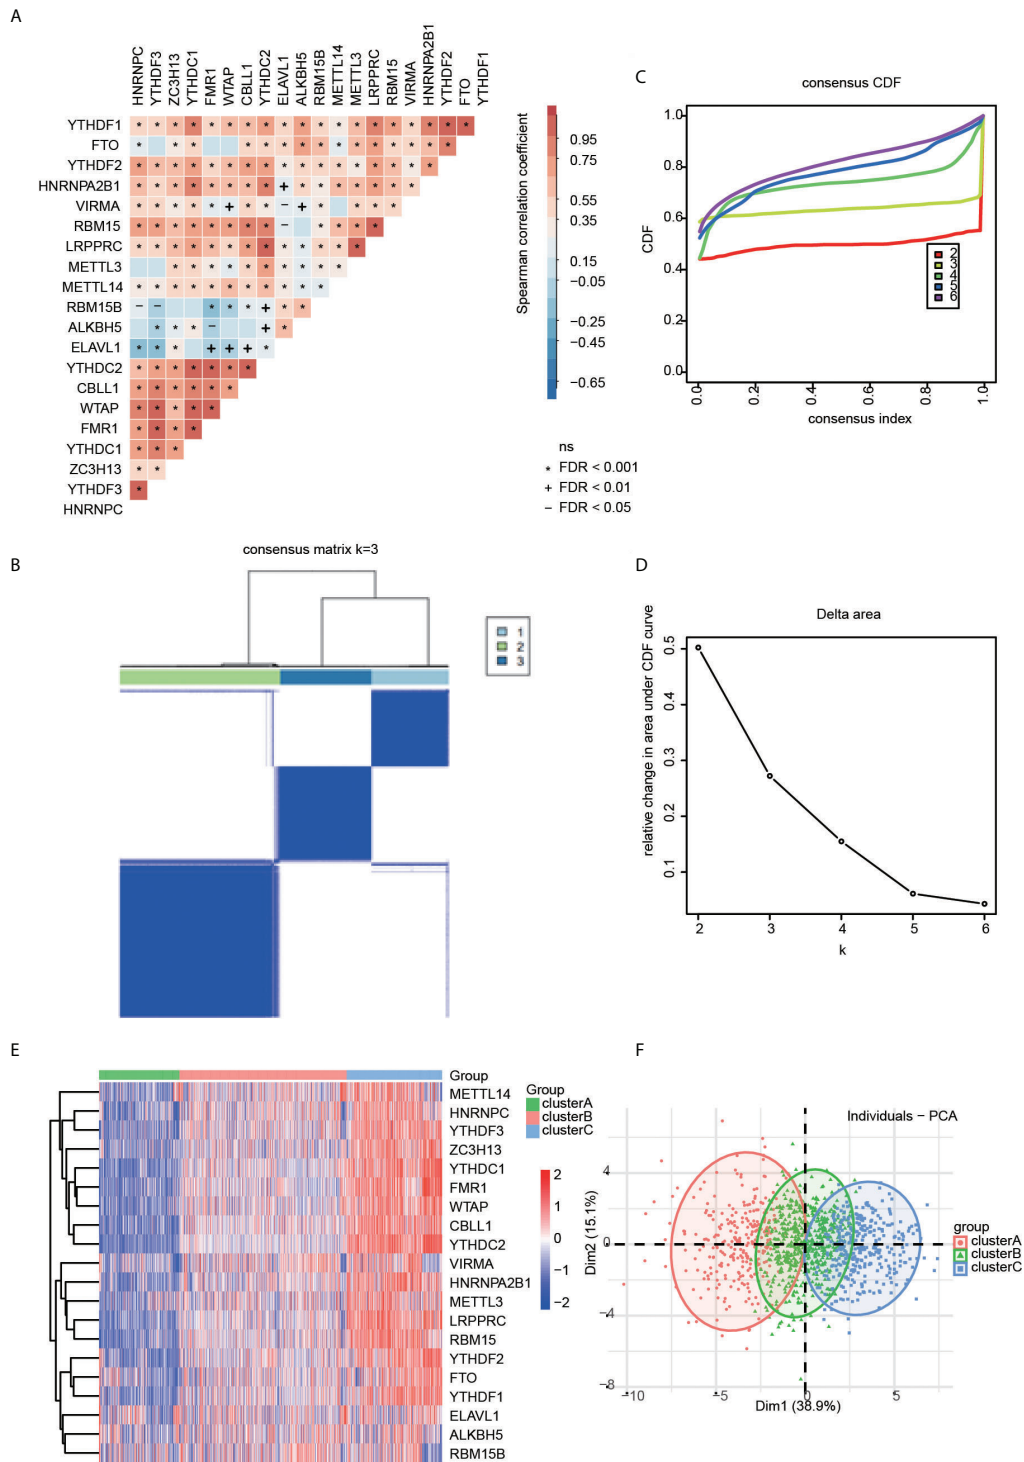 A
HNRNPC
YTHDF3
ZC3H13
YTHDC1
FMR1
WTAP
CBLL1
YTHDC2
ELAVL1
ALKBH5
RBM15B
METTL14
METTL3
LRPPRC
RBM15
VIRMA
HNRNPA2B1
YTHDF2
FTO
YTHDF1
YTHDF1
FTO
YTHDF2
HNRNPA2B1
VIRMA
RBM15
LRPPRC
METTL3
METTL14
RBM15B
ALKBH5
ELAVL1
YTHDC2
CBLL1
WTAP
FMR1
YTHDC1
ZC3H13
YTHDF3
HNRNPC
Spearman correlation coefficient
0.95
0.75
0.55
0.35
0.15
−0.05
−0.25
−0.45
−0.65
ns
* FDR < 0.001
+ FDR < 0.01
− FDR < 0.05
C
consensus CDF
CDF
1.0
0.8
0.6
0.4
0.2
0.0
2
3
4
5
6
0.0
0.2
0.4
0.6
0.8
1.0
consensus index
B
consensus matrix k=3
1
2
3
D
Delta area
relative change in area under CDF curve
0.5
0.4
0.3
0.2
0.1
2 3 4 5 6
k
E
Group
METTL14
HNRNPC
YTHDF3
ZC3H13
YTHDC1
FMR1
WTAP
CBLL1
YTHDC2
VIRMA
HNRNPA2B1
METTL3
LRPPRC
RBM15
YTHDF2
FTO
YTHDF1
ELAVL1
ALKBH5
RBM15B
Group
clusterA
clusterB
clusterC
2
1
0
−1
−2
F
Individuals − PCA
Dim2 (15.1%)
4
0
−4
−8
−10 −5 0 5
Dim1 (38.9%)
group
clusterA
clusterB
clusterC